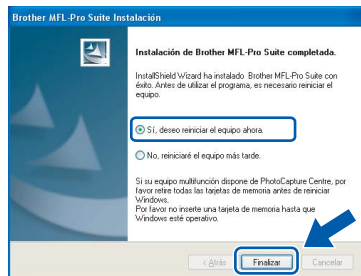 Brother MFL-Pro Suite Instalación
Instalación de Brother MFL-Pro Suite completada.
InstallShield Wizard ha instalado Brother MFL-Pro Suite con
éxito. Antes de utilizar el programa, es necesario reiniciar el
equipo.
Sí, deseo reiniciar el equipo ahora.
No, reiniciaré el equipo más tarde.
Si su equipo multifunción dispone de PhotoCapture Centre, por
favor retire todas las tarjetas de memoria antes de reiniciar
Windows.
Por favor no inserte una tarjeta de memoria hasta que
Windows esté operativo.
< Atrás Finalizar Cancelar